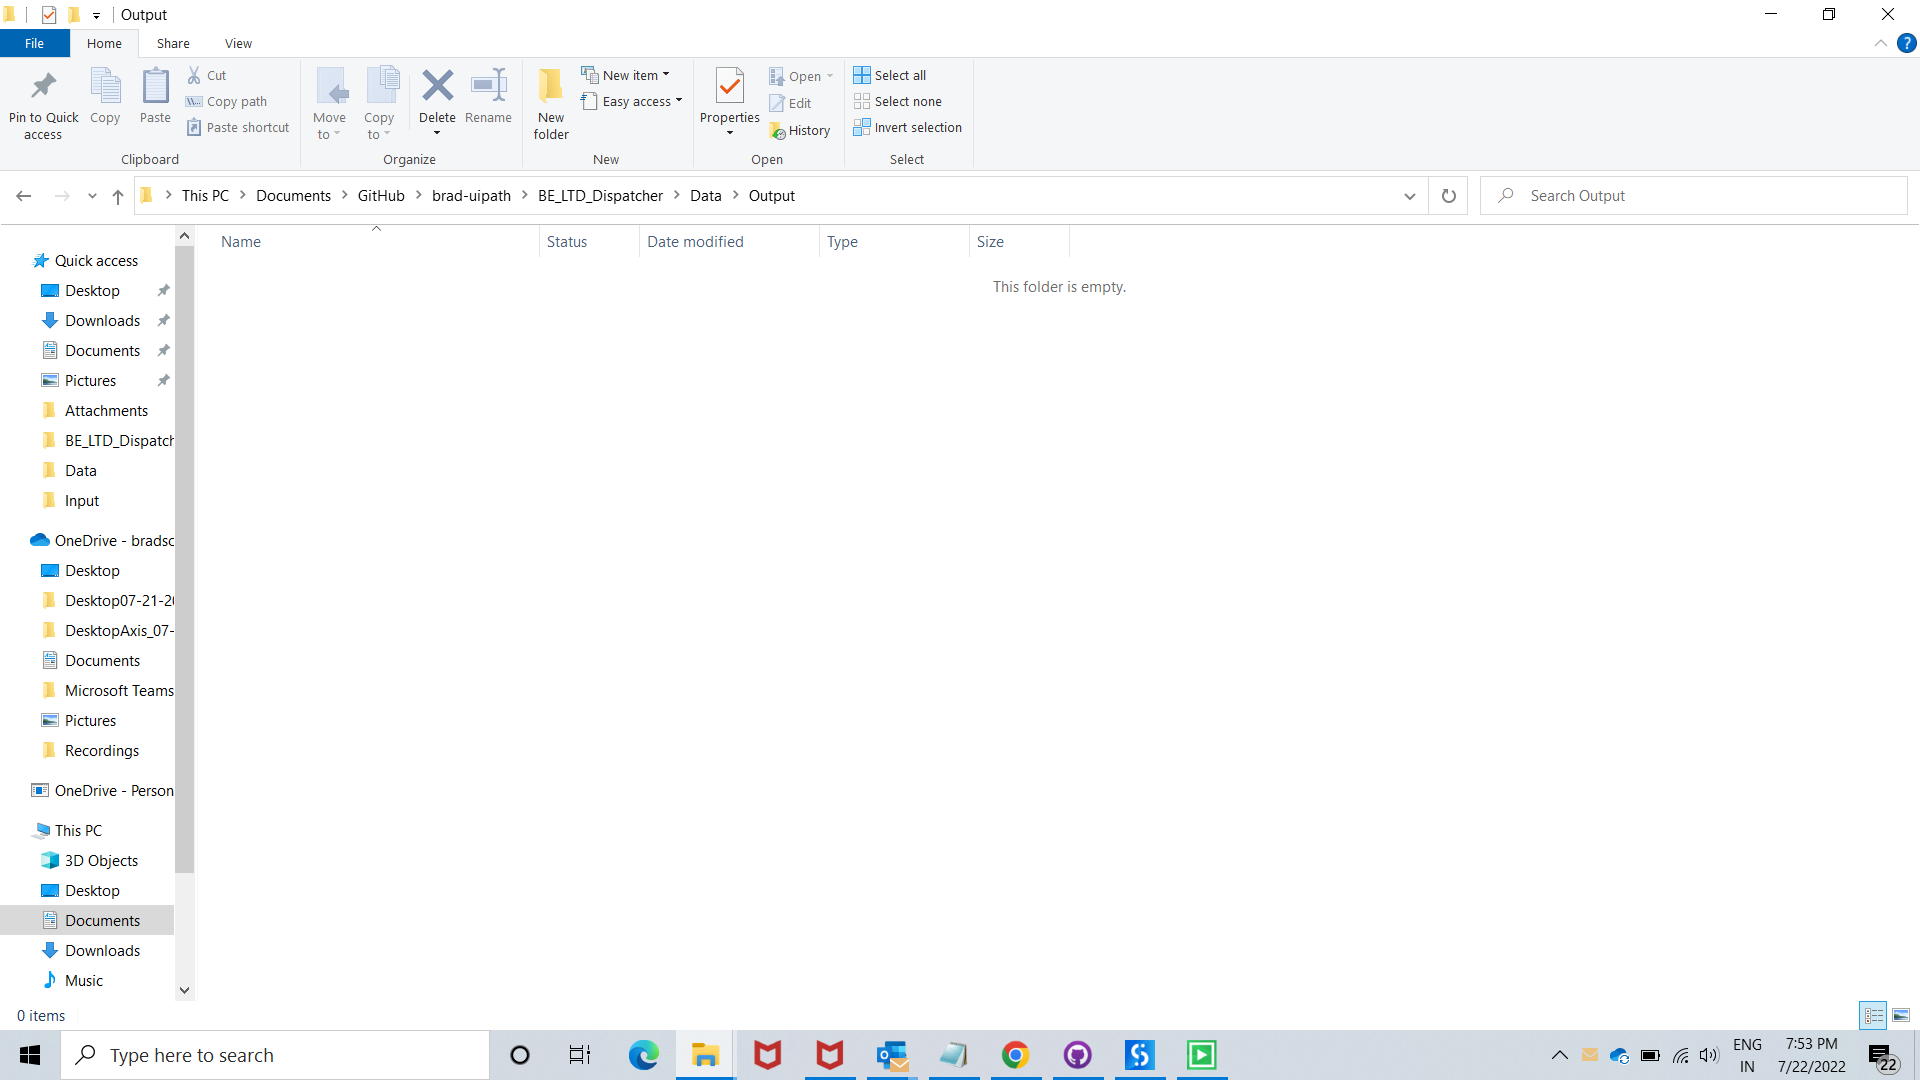 Output
File
Home
Share
View
Pin to Quick access
Copy
Paste
Cut
Copy path
Paste shortcut
Clipboard
Move to
Copy to
Delete
Rename
Organize
New folder
New item
Easy access
New
Properties
Open
Edit
History
Open
Select all
Select none
Invert selection
Select
This PC
Documents
GitHub
brad-uipath
BE_LTD_Dispatcher
Data
Output
Search Output
Name
Status
Date modified
Type
Size
This folder is empty.
Quick access
Desktop
Downloads
Documents
Pictures
Attachments
BE_LTD_Dispatch
Data
Input
OneDrive - bradsc
Desktop
Desktop07-21-20
DesktopAxis_07-
Documents
Microsoft Teams
Pictures
Recordings
OneDrive - Person
This PC
3D Objects
Desktop
Documents
Downloads
Music
0 items
Type here to search
ENG
IN
7:53 PM
7/22/2022
22